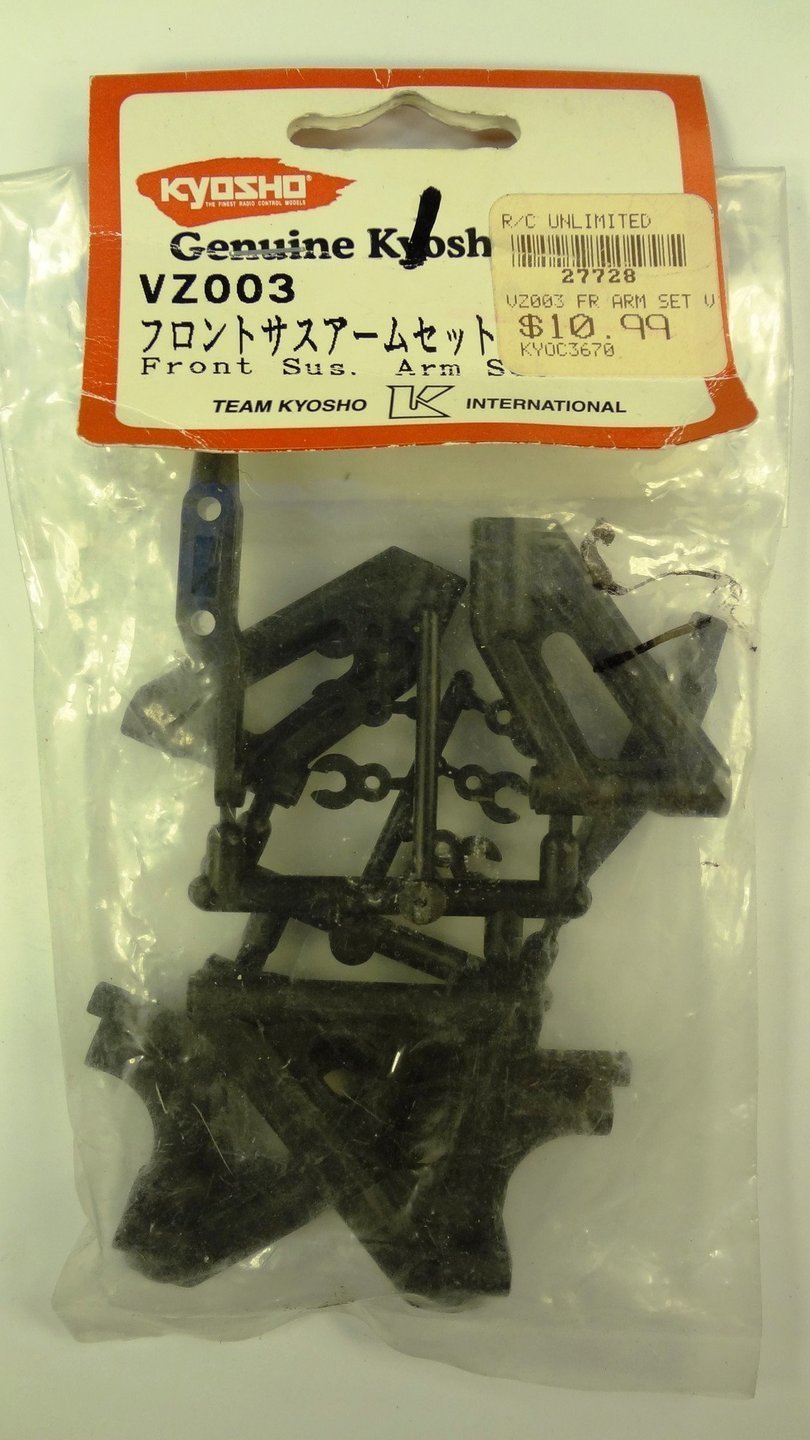 KYOSHO®
THE FINEST RADIO CONTROL MODELS
Genuine Kyosh
VZ003
フロントサスアームセット
Front Sus. Arm S
TEAM KYOSHO K INTERNATIONAL
R/C UNLIMITED
27728
VZ003 FR ARM SET V
$10.99
KYOC3670